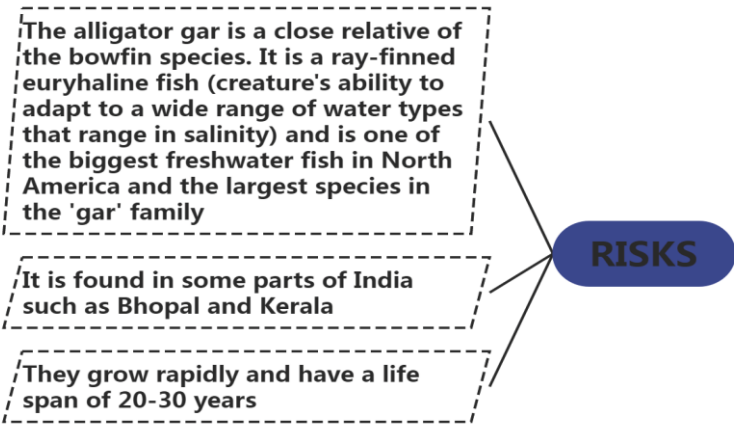 The alligator gar is a close relative of
the bowfin species. It is a ray-finned
euryhaline fish (creature's ability to
adapt to a wide range of water types
that range in salinity) and is one of
the biggest freshwater fish in North
America and the largest species in
the 'gar' family
RISKS
It is found in some parts of India
such as Bhopal and Kerala
They grow rapidly and have a life
span of 20-30 years